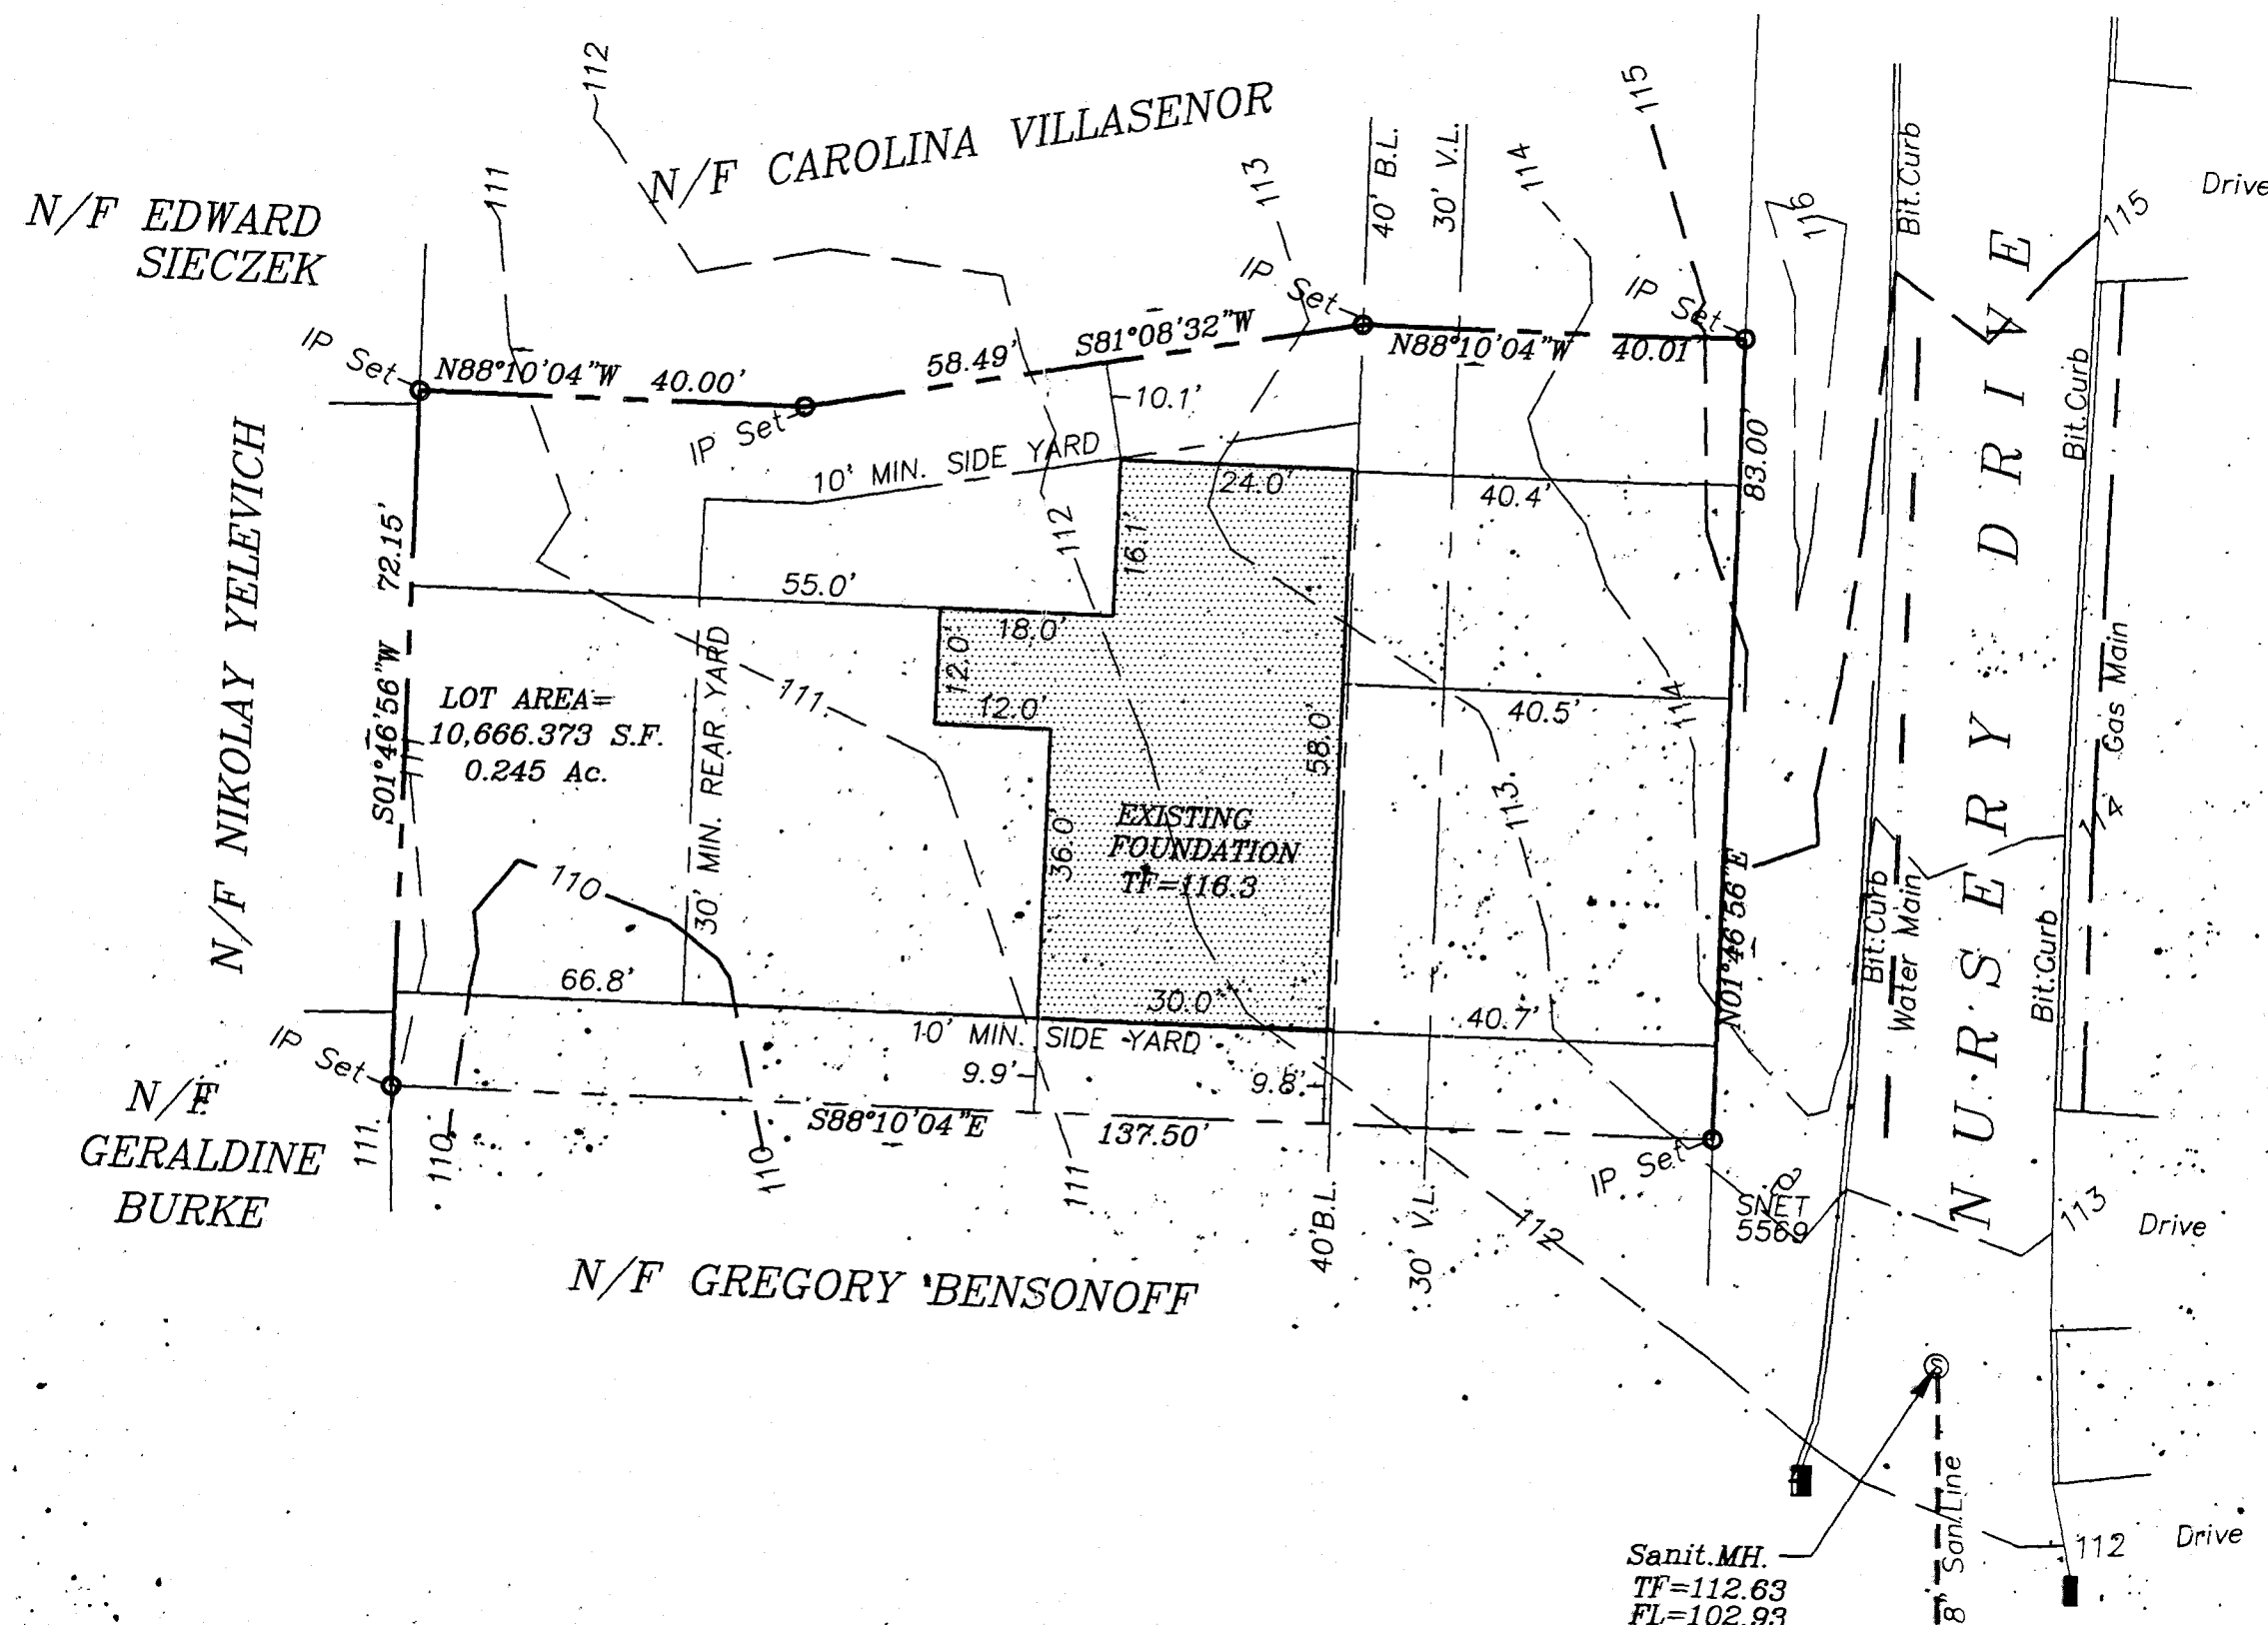 112
111
N/F CAROLINA VILLASENOR
113
40' B.L.
30' V.L.
114
115
116
Bit.Curb
115
Drive
N/F EDWARD
SIECZEK
IP Set
IP Set
IP Set
IP Set
N88°10'04"W 40.00'
58.49' S81°08'32"W
N88°10'04"W 40.01'
10.1'
10' MIN. SIDE YARD
24.0'
40.4'
83.00'
Bit.Curb
N/F NIKOLAY YELEVICH
72.15'
S01°46'56"W
112
16.1'
55.0'
18.0'
12.0'
12.0'
LOT AREA=
10,666.373 S.F.
0.245 Ac.
30' MIN. REAR YARD
111
58.0'
40.5'
114
113
Gas Main
114
EXISTING
FOUNDATION
TF=116.3
36.0'
110
N01°46'56"E
Bit.Curb
Water Main
Bit.Curb
NURSERY DRIVE
66.8'
30.0'
40.7'
10' MIN. SIDE YARD
9.9'
9.8'
IP Set
S88°10'04"E 137.50'
IP Set
N/F
GERALDINE
BURKE
111
110
110
111
40'B.L.
30' V.L.
112
SNET
5569
113
Drive
N/F GREGORY BENSONOFF
Sanit.MH.
TF=112.63
FL=102.93
8" San.Line
112
Drive